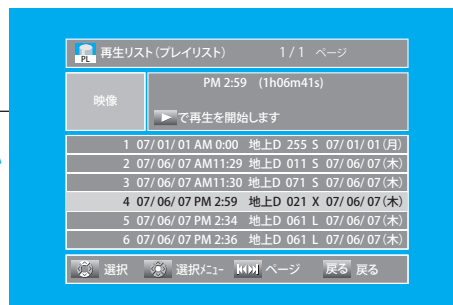 PL 再生リスト(プレイリスト) 1/1 ページ
映像
PM 2:59 (1h06m41s)
で再生を開始します
1 07/01/01 AM 0:00 地上D 255 S 07/01/01(月)
2 07/06/07 AM11:29 地上D 011 S 07/06/07(木)
3 07/06/07 AM11:30 地上D 071 S 07/06/07(木)
4 07/06/07 PM 2:59 地上D 021 X 07/06/07(木)
5 07/06/07 PM 2:34 地上D 061 L 07/06/07(木)
6 07/06/07 PM 2:36 地上D 061 L 07/06/07(木)
選択 選択メニュー ページ 戻る 戻る